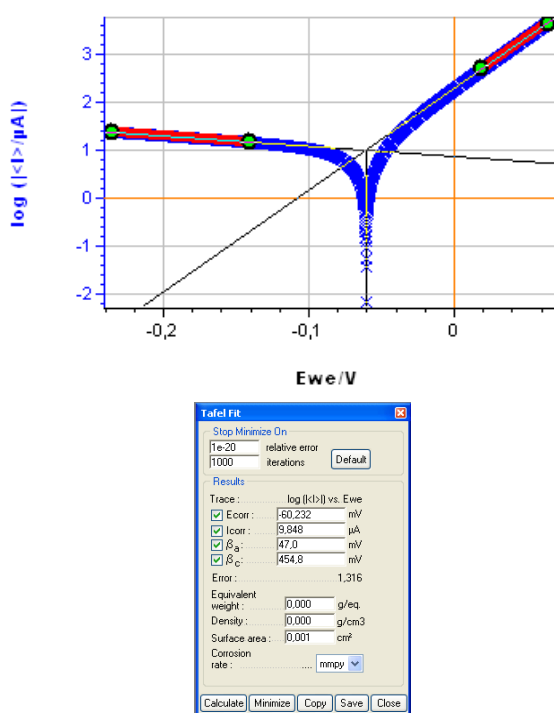 3
2
1
0
-1
-2
log (|<I>/µA|)
-0,2 -0,1 0
Ewe/V
Tafel Fit
Stop Minimize On
1e-20 relative error
1000 iterations Default
Results
Trace : log (|<I>|) vs. Ewe
Ecorr : -60,232 mV
Icorr : 9,848 µA
βa: 47,0 mV
βc: 454,8 mV
Error : 1,316
Equivalent
weight : 0,000 g/eq.
Density : 0,000 g/cm3
Surface area : 0,001 cm²
Corrosion
rate : .... mmpy
Calculate Minimize Copy Save Close